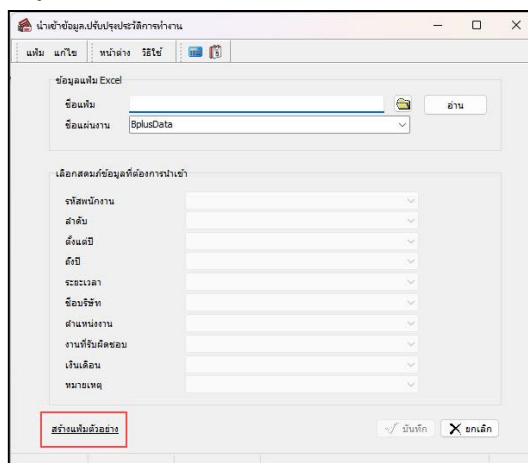 นำเข้าข้อมูล.ปรับปรุงประวัติการทำงาน
แฟ้ม แก้ไข หน้าต่าง วิธีใช้
ข้อมูลแฟ้ม Excel
ชื่อแฟ้ม
อ่าน
ชื่อแผ่นงาน BplusData
เลือกสดมภ์ข้อมูลที่ต้องการนำเข้า
รหัสพนักงาน
ลำดับ
ตั้งแต่ปี
ถึงปี
ระยะเวลา
ชื่อบริษัท
ตำแหน่งงาน
งานที่รับผิดชอบ
เงินเดือน
หมายเหตุ
สร้างแฟ้มตัวอย่าง บันทึก ยกเลิก